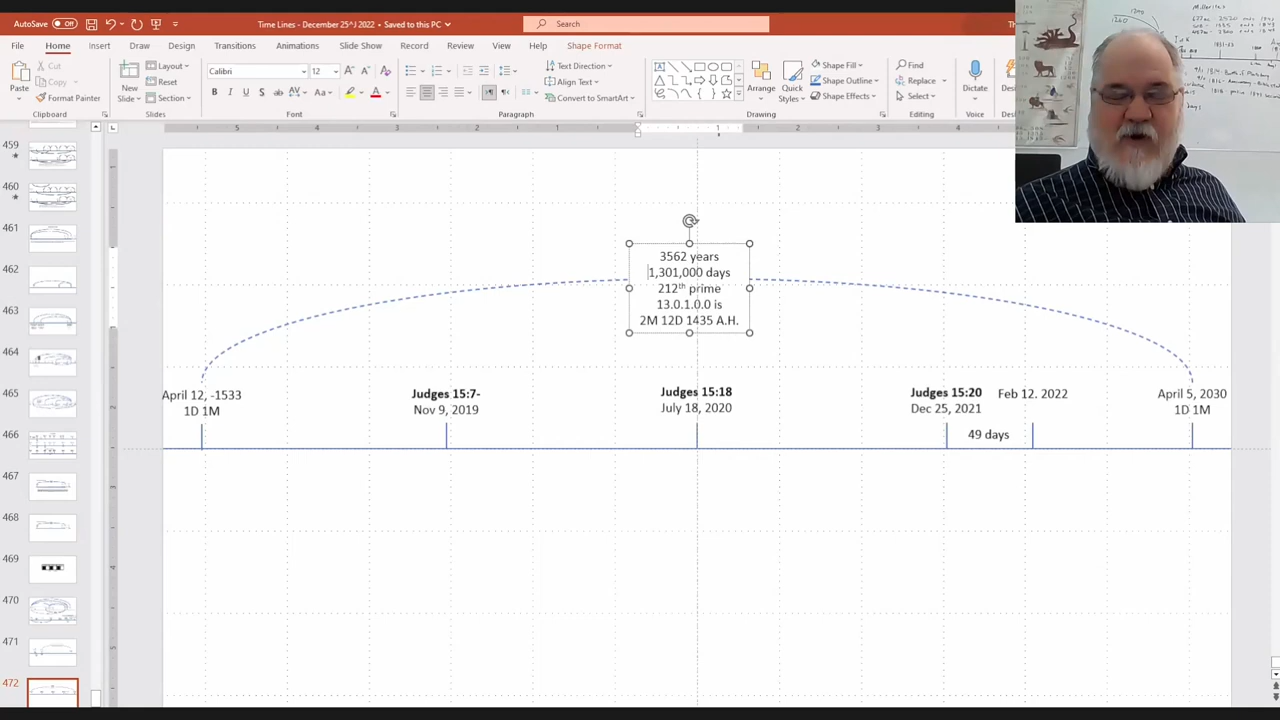 AutoSave
Off
Time Lines - December 25^J 2022 - Saved to this PC
Search
File
Home
Insert
Draw
Design
Transitions
Animations
Slide Show
Record
Review
View
Help
Shape Format
Paste
Cut
Copy
Format Painter
New
Slide
Layout
Reset
Section
Calibri
12
Text Direction
Align Text
Convert to SmartArt
Arrange
Quick
Styles
Shape Fill
Shape Outline
Shape Effects
Find
Replace
Select
Dictate
Clipboard
Slides
Font
Paragraph
Drawing
Editing
Voice
459
460
461
462
463
464
465
466
467
468
469
470
471
472
3562 years
1,301,000 days
212th prime
13.0.1.0.0 is
2M 12D 1435 A.H.
April 12, -1533
1D 1M
Judges 15:7-
Nov 9, 2019
Judges 15:18
July 18, 2020
Judges 15:20
Dec 25, 2021
Feb 12. 2022
49 days
April 5, 2030
1D 1M